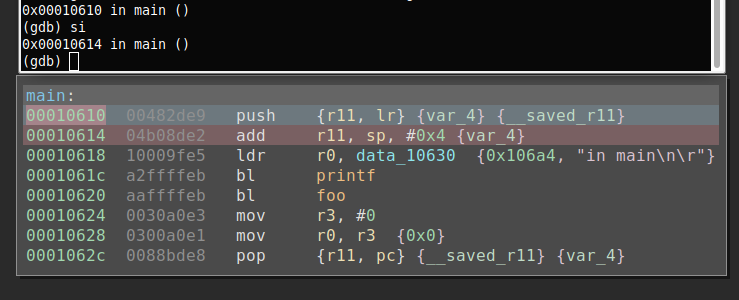 0x00010610 in main ()
(gdb) si
0x00010614 in main ()
(gdb)
main:
00010610 00482de9 push {r11, lr} {var_4} {__saved_r11}
00010614 04b08de2 add r11, sp, #0x4 {var_4}
00010618 10009fe5 ldr r0, data_10630 {0x106a4, "in main\n\r"}
0001061c a2ffffeb bl printf
00010620 aaffffeb bl foo
00010624 0030a0e3 mov r3, #0
00010628 0300a0e1 mov r0, r3 {0x0}
0001062c 0088bde8 pop {r11, pc} {__saved_r11} {var_4}